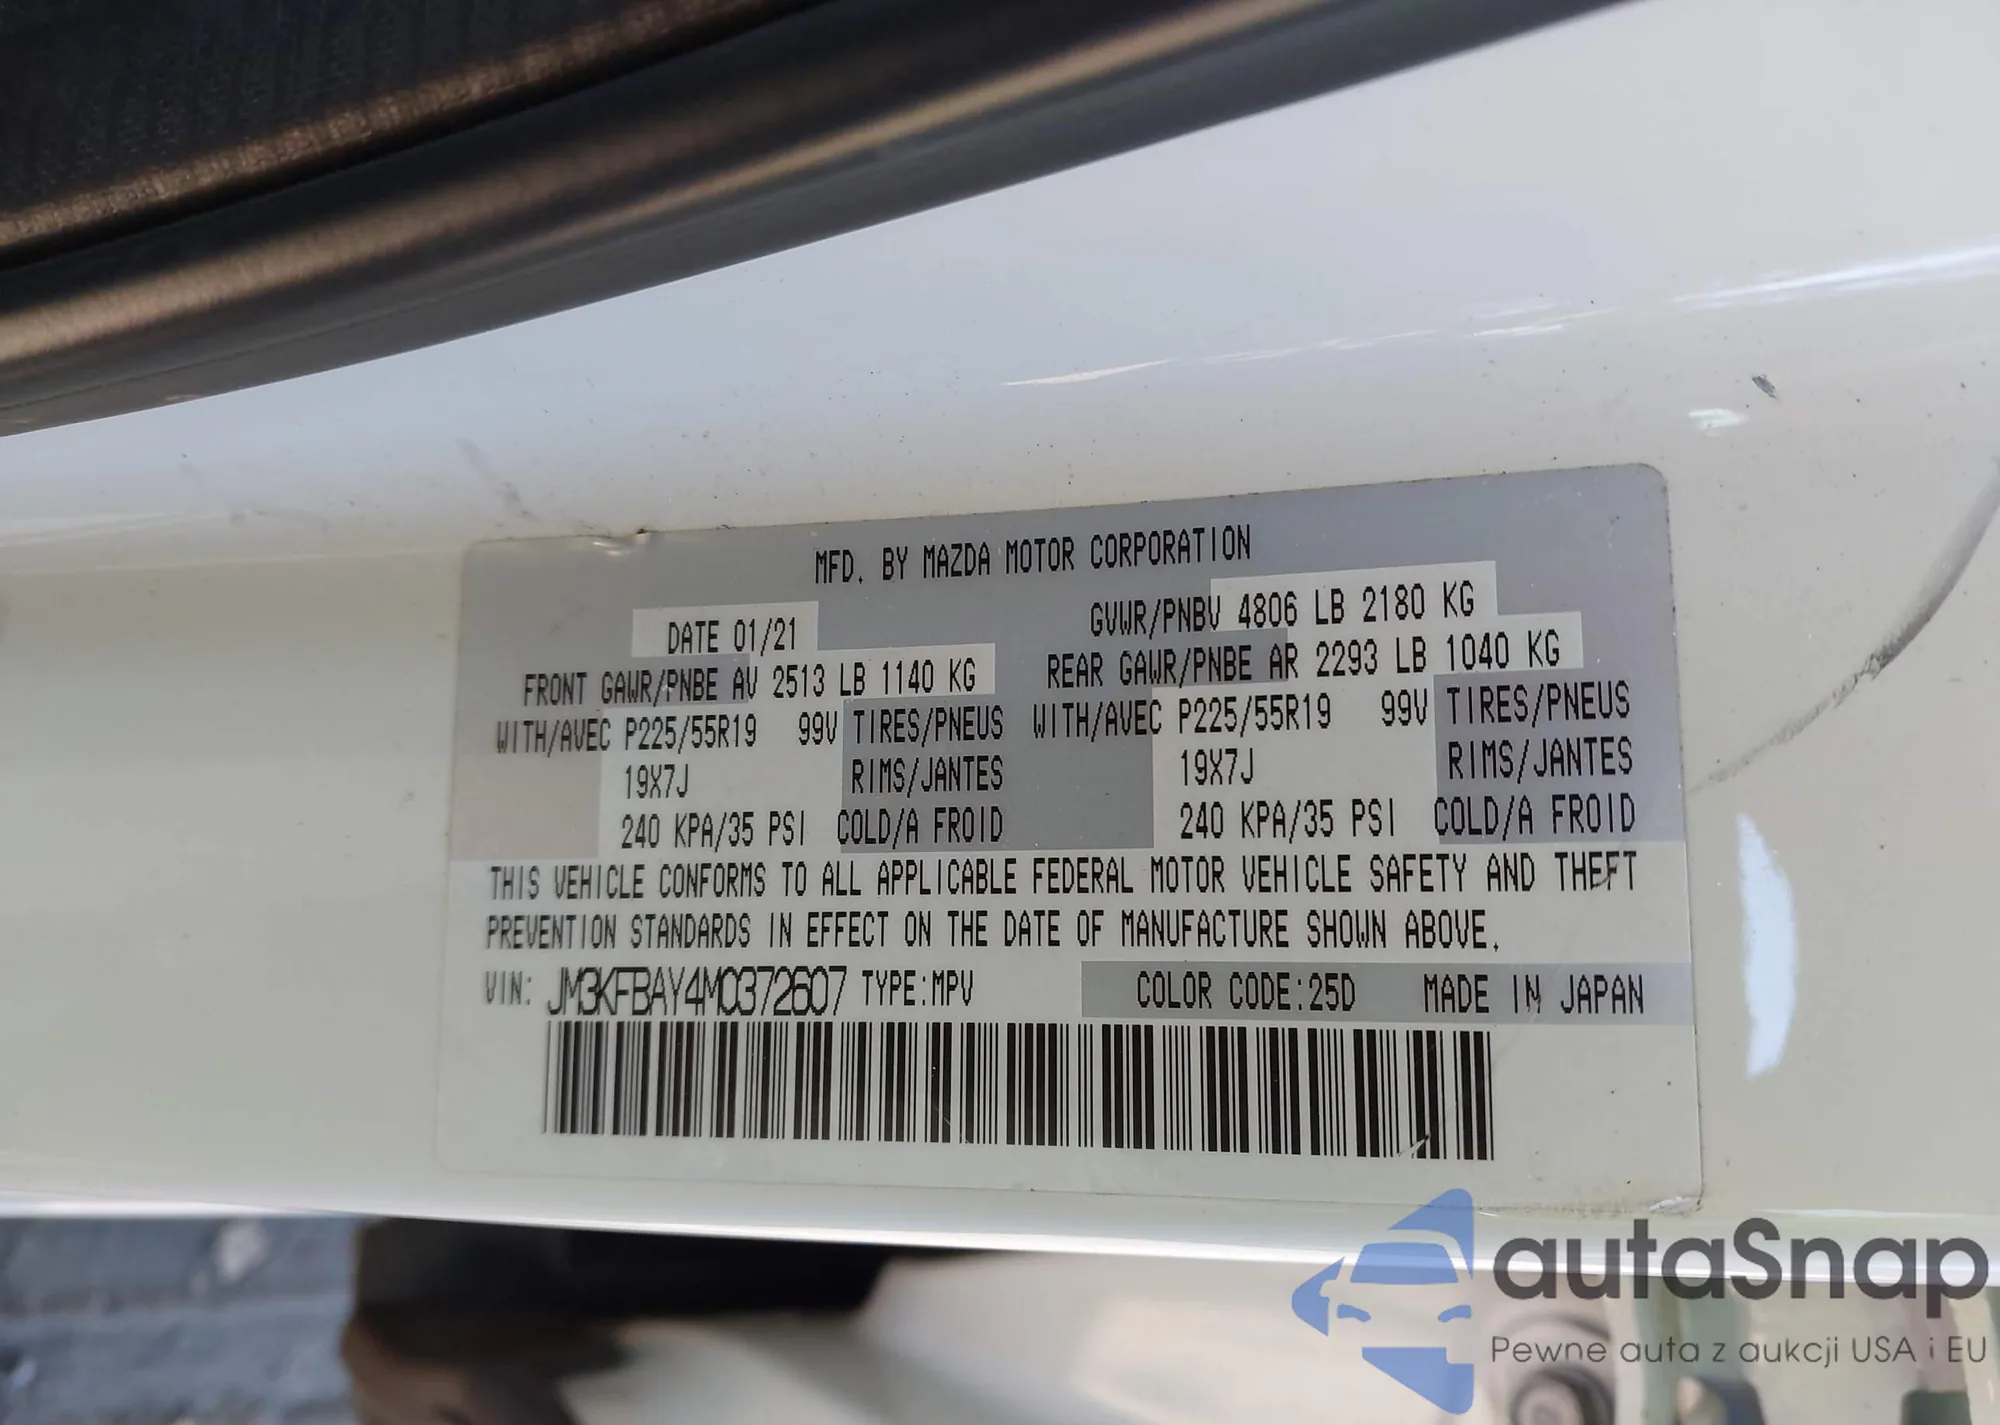 MFD. BY MAZDA MOTOR CORPORATION
DATE 01/21 GVWR/PNBV 4806 LB 2180 KG
FRONT GAWR/PNBE AV 2513 LB 1140 KG REAR GAWR/PNBE AR 2293 LB 1040 KG
WITH/AVEC P225/55R19 99V TIRES/PNEUS WITH/AVEC P225/55R19 99V TIRES/PNEUS
19X7J RIMS/JANTES 19X7J RIMS/JANTES
240 KPA/35 PSI COLD/A FROID 240 KPA/35 PSI COLD/A FROID
THIS VEHICLE CONFORMS TO ALL APPLICABLE FEDERAL MOTOR VEHICLE SAFETY AND THEFT
PREVENTION STANDARDS IN EFFECT ON THE DATE OF MANUFACTURE SHOWN ABOVE.
VIN: JM3KFBAY4M0372607 TYPE:MPV COLOR CODE:25D MADE IN JAPAN
autaSnap
Pewne auta z aukcji USA i EU